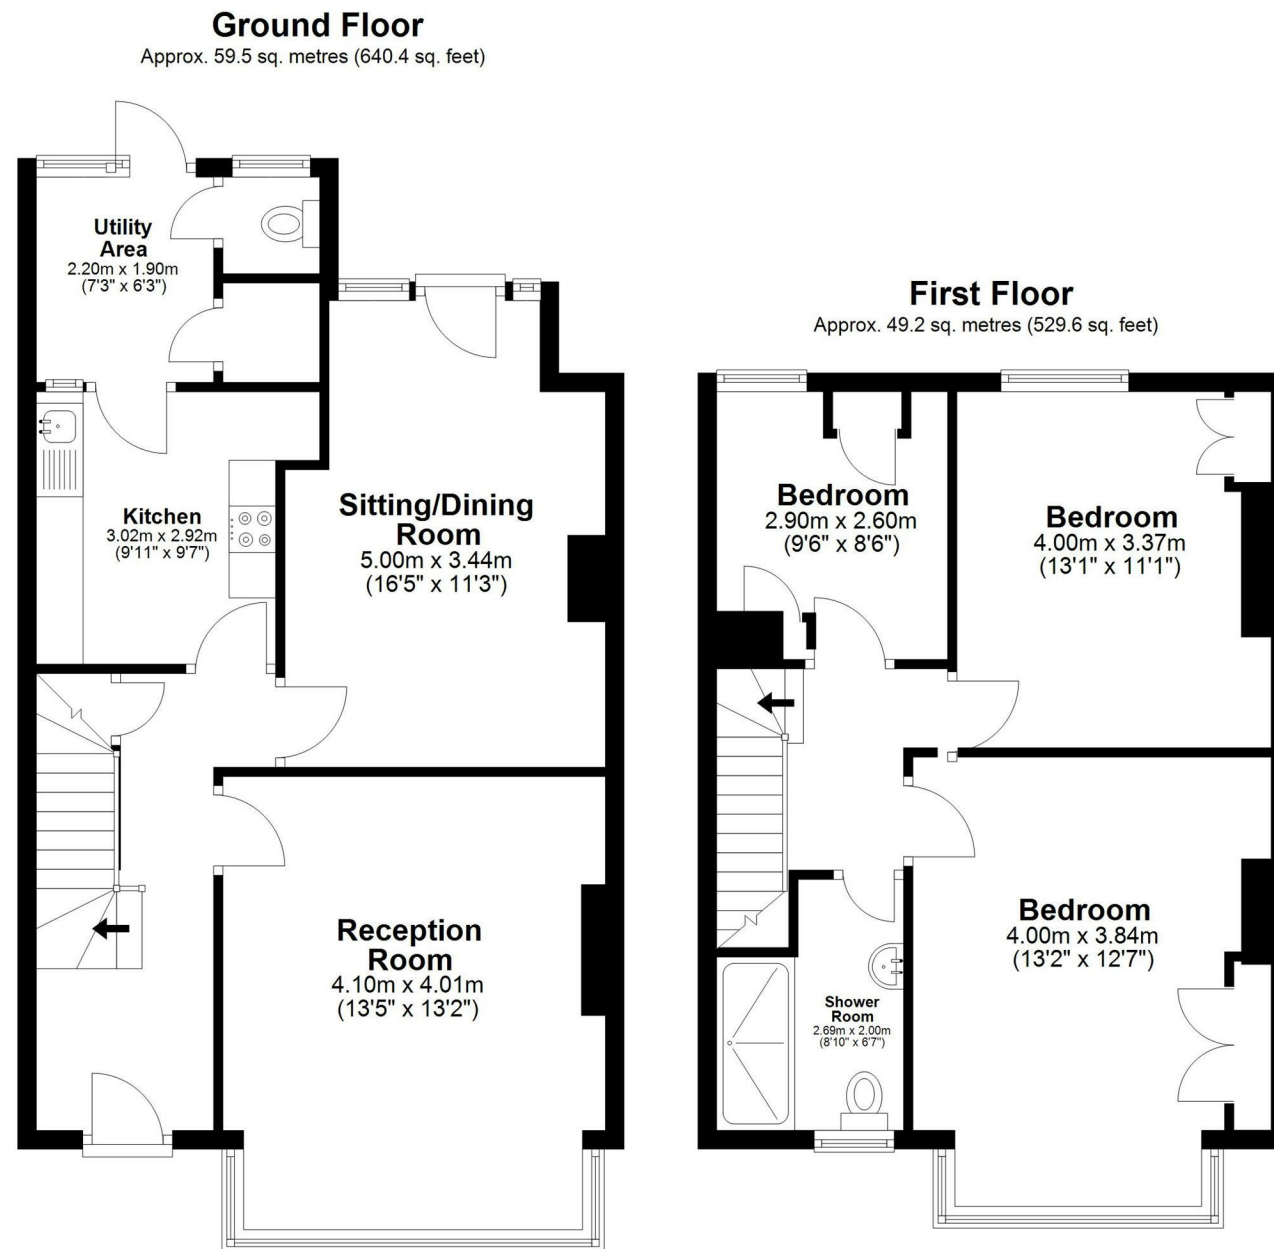 Ground Floor
Approx. 59.5 sq. metres (640.4 sq. feet)
Utility
Area
2.20m x 1.90m
(7'3" x 6'3")
Kitchen
3.02m x 2.92m
(9'11" x 9'7")
Sitting/Dining
Room
5.00m x 3.44m
(16'5" x 11'3")
Reception
Room
4.10m x 4.01m
(13'5" x 13'2")
First Floor
Approx. 49.2 sq. metres (529.6 sq. feet)
Bedroom
2.90m x 2.60m
(9'6" x 8'6")
Bedroom
4.00m x 3.37m
(13'1" x 11'1")
Bedroom
4.00m x 3.84m
(13'2" x 12'7")
Shower
Room
2.69m x 2.00m
(8'10" x 6'7")